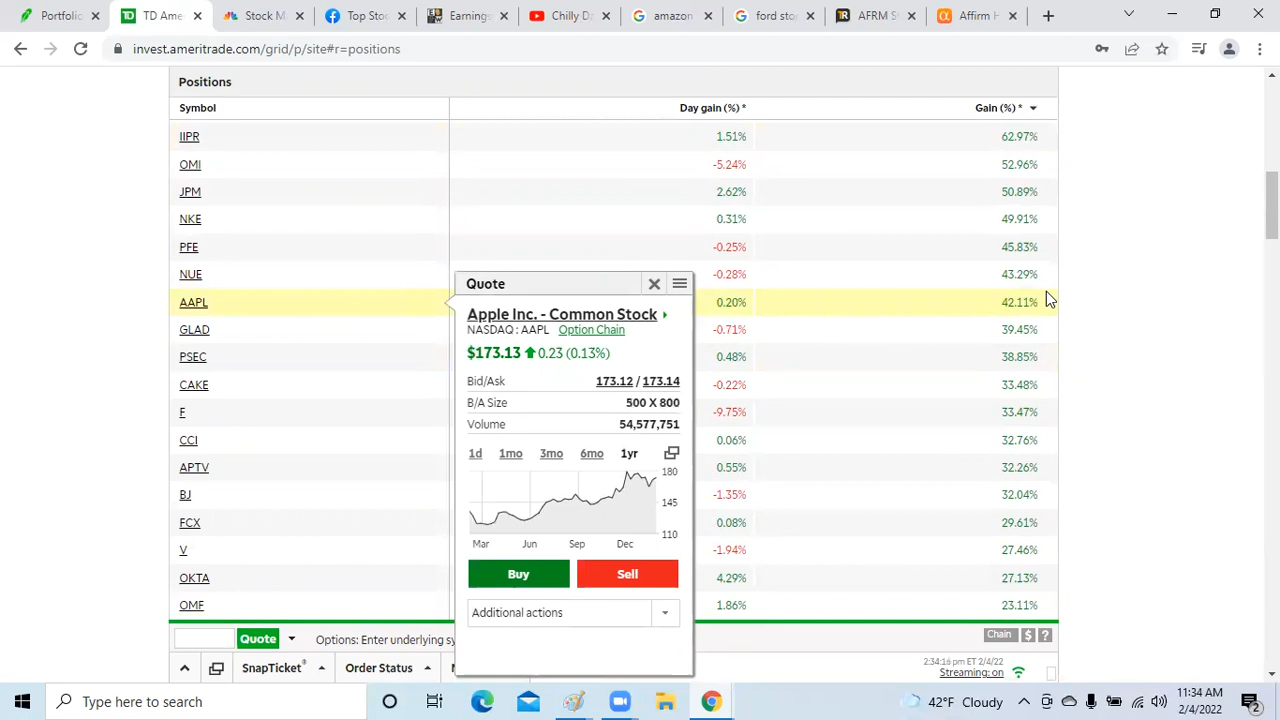 Portfolio
TD Ame
Stock Ma
Top Sto
Earning
Chilly Da
amazon
ford sto
AFRM S
Affirm H
invest.ameritrade.com/grid/p/site#r=positions
Positions
Symbol Day gain (%) * Gain (%) *
IIPR 1.51% 62.97%
OMI -5.24% 52.96%
JPM 2.62% 50.89%
NKE 0.31% 49.91%
PFE -0.25% 45.83%
NUE -0.28% 43.29%
AAPL 0.20% 42.11%
GLAD -0.71% 39.45%
PSEC 0.48% 38.85%
CAKE -0.22% 33.48%
F -9.75% 33.47%
CCI 0.06% 32.76%
APTV 0.55% 32.26%
BJ -1.35% 32.04%
FCX 0.08% 29.61%
V -1.94% 27.46%
OKTA 4.29% 27.13%
OMF 1.86% 23.11%
Quote
Apple Inc. - Common Stock
NASDAQ : AAPL Option Chain
$173.13 0.23 (0.13%)
Bid/Ask 173.12 / 173.14
B/A Size 500 X 800
Volume 54,577,751
1d 1mo 3mo 6mo 1yr
180
145
110
Mar Jun Sep Dec
Buy Sell
Additional actions
Quote Options: Enter underlying sy Chain $ ?
SnapTicket® Order Status
2:34:16 pm ET 2/4/22
Streaming: on
Type here to search
42°F Cloudy
11:34 AM
2/4/2022
2